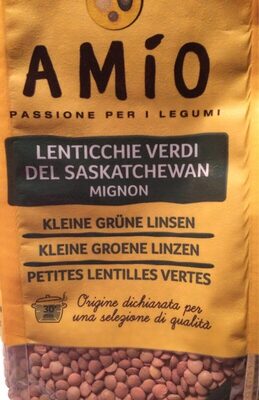 AMíO
PASSIONE PER I LEGUMI
LENTICCHIE VERDI
DEL SASKATCHEWAN
MIGNON
KLEINE GRÜNE LINSEN
KLEINE GROENE LINZEN
PETITES LENTILLES VERTES
30
Origine dichiarata per
una selezione di qualità